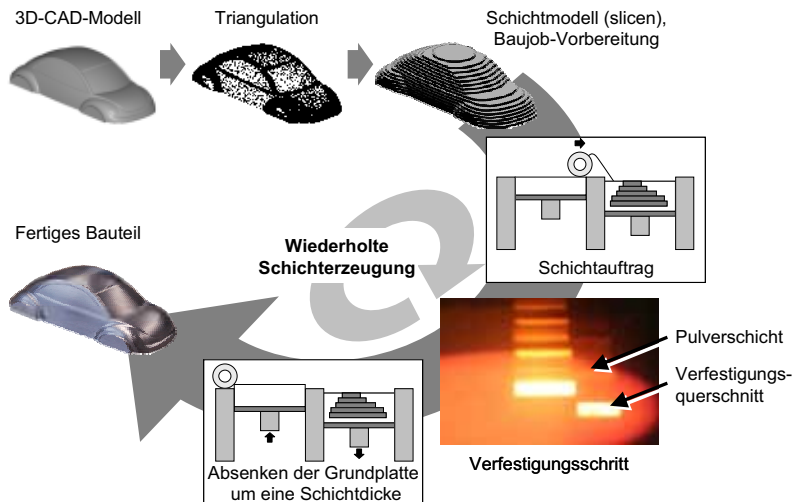 3D-CAD-Modell
Triangulation
Schichtmodell (slicen),
Baujob-Vorbereitung
Schichtauftrag
Fertiges Bauteil
Wiederholte
Schichterzeugung
Pulverschicht
Verfestigungs-
querschnitt
Verfestigungsschritt
Absenken der Grundplatte
um eine Schichtdicke